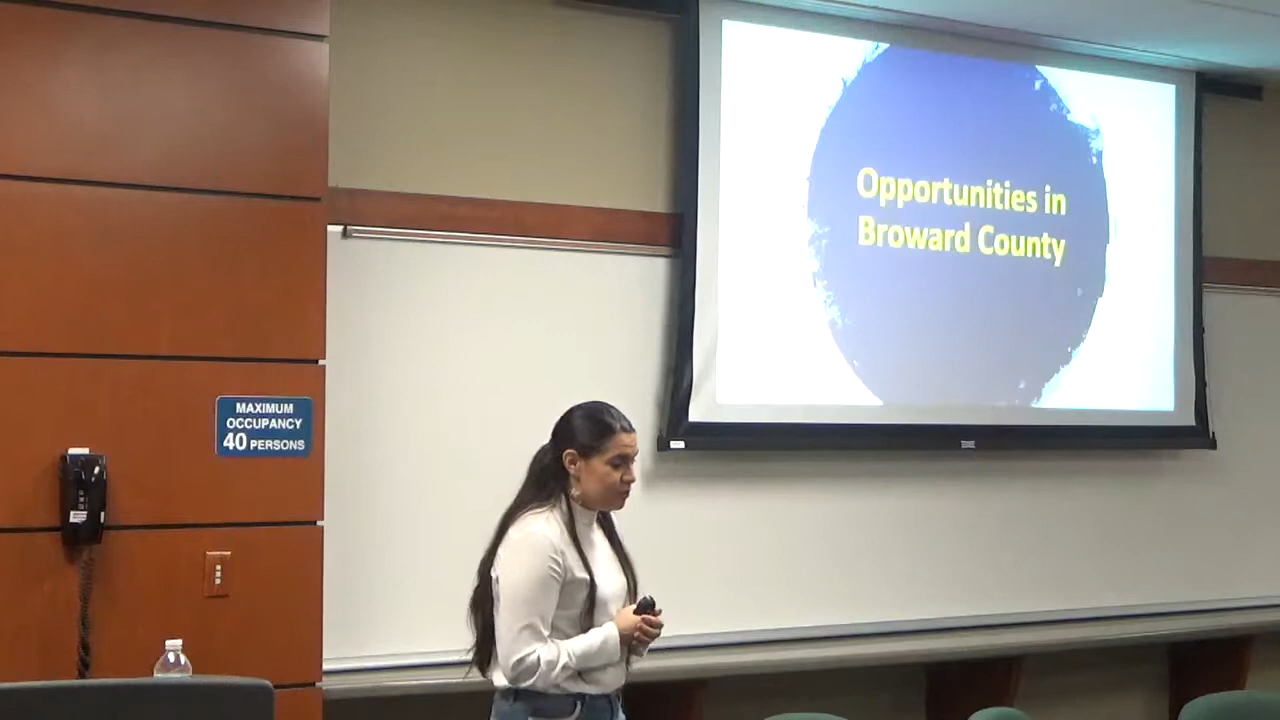 Opportunities in
Broward County
MAXIMUM
OCCUPANCY
40 PERSONS